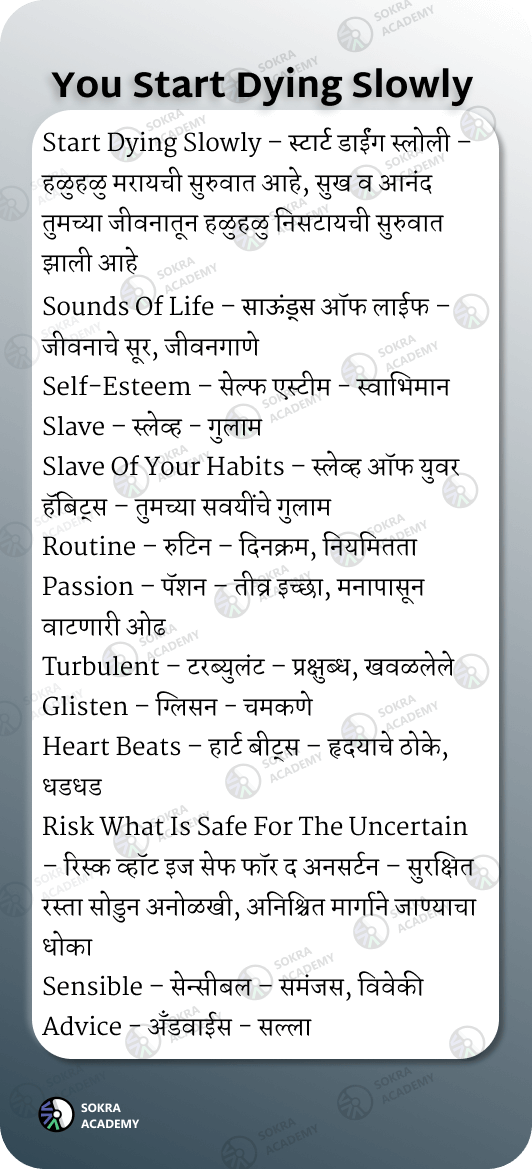 You Start Dying Slowly
Start Dying Slowly – स्टार्ट डाईंग स्लोली –
हळुहळु मरायची सुरुवात आहे, सुख व आनंद
तुमच्या जीवनातून हळुहळु निसटायची सुरुवात
झाली आहे
Sounds Of Life – साऊंड्स ऑफ लाईफ –
जीवनाचे सूर, जीवनगाणे
Self-Esteem – सेल्फ एस्टीम - स्वाभिमान
Slave – स्लेव्ह - गुलाम
Slave Of Your Habits – स्लेव्ह ऑफ युवर
हॅबिट्स – तुमच्या सवयींचे गुलाम
Routine – रुटिन – दिनक्रम, नियमितता
Passion – पॅशन – तीव्र इच्छा, मनापासून
वाटणारी ओढ
Turbulent – टरब्युलंट – प्रक्षुब्ध, खवळलेले
Glisten – ग्लिसन - चमकणे
Heart Beats – हार्ट बीट्स – हृदयाचे ठोके,
धडधड
Risk What Is Safe For The Uncertain
– रिस्क व्हॉट इज सेफ फॉर द अनसर्टन – सुरक्षित
रस्ता सोडुन अनोळखी, अनिश्चित मार्गाने जाण्याचा
धोका
Sensible – सेन्सीबल – समंजस, विवेकी
Advice - अ‍ॅडवाईस - सल्ला
SOKRA
ACADEMY